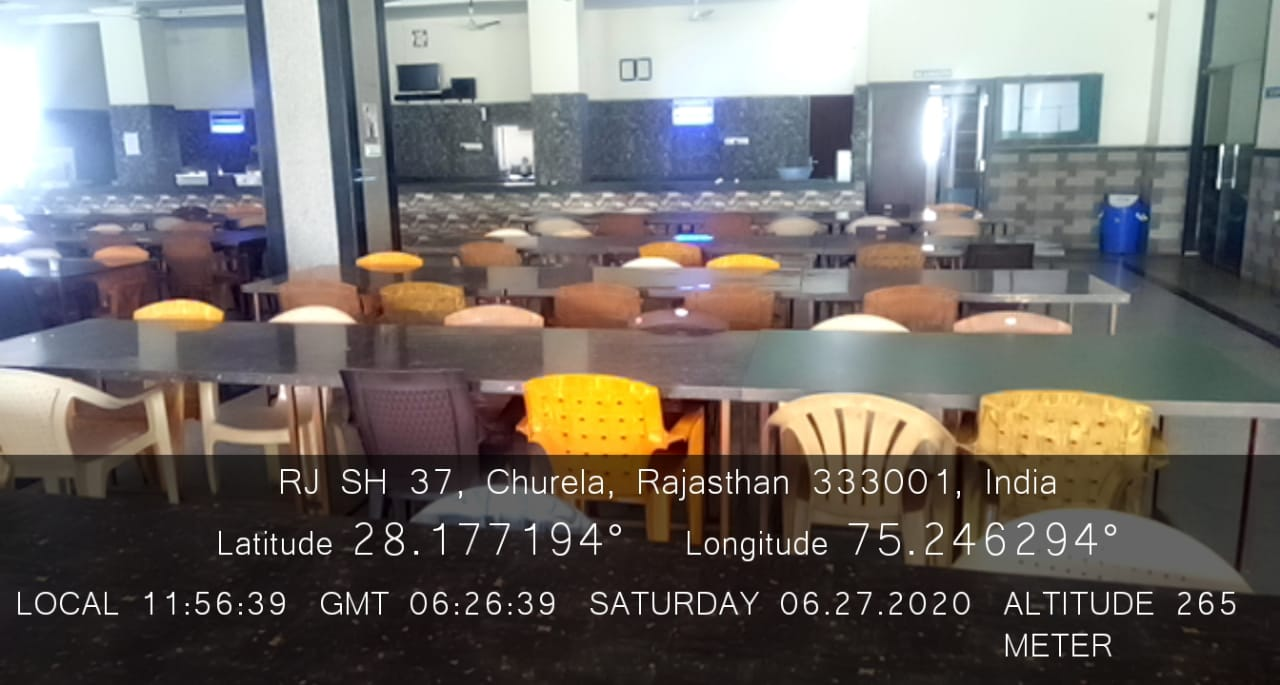 RJ SH 37, Churela, Rajasthan 333001, India
Latitude 28.177194° Longitude 75.246294°
LOCAL 11:56:39 GMT 06:26:39 SATURDAY 06.27.2020 ALTITUDE 265
METER